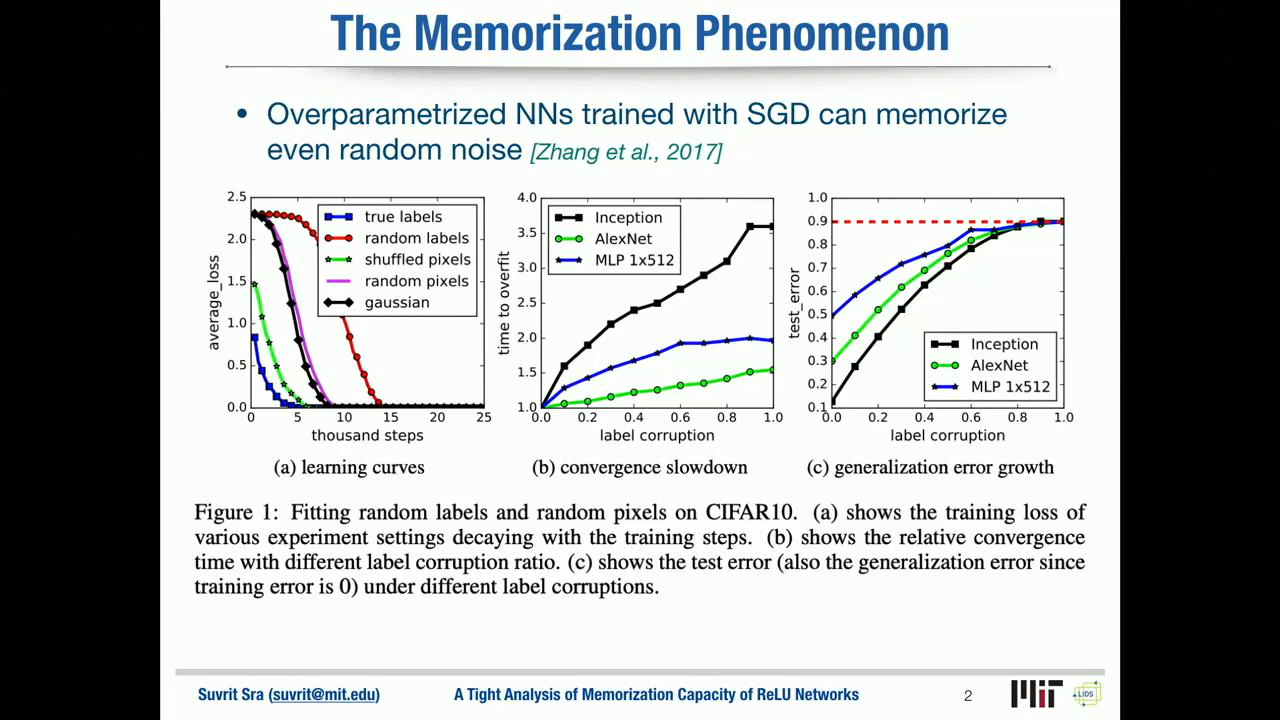 The Memorization Phenomenon
• Overparametrized NNs trained with SGD can memorize
even random noise [Zhang et al., 2017]
2.5
2.0
1.5
1.0
0.5
0.0
average_loss
true labels
random labels
shuffled pixels
random pixels
gaussian
0 5 10 15 20 25
thousand steps
(a) learning curves
4.0
3.5
3.0
2.5
2.0
1.5
1.0
time to overfit
Inception
AlexNet
MLP 1x512
0.0 0.2 0.4 0.6 0.8 1.0
label corruption
(b) convergence slowdown
1.0
0.9
0.8
0.7
0.6
0.5
0.4
0.3
0.2
0.1
test_error
Inception
AlexNet
MLP 1x512
0.0 0.2 0.4 0.6 0.8 1.0
label corruption
(c) generalization error growth
Figure 1: Fitting random labels and random pixels on CIFAR10. (a) shows the training loss of
various experiment settings decaying with the training steps. (b) shows the relative convergence
time with different label corruption ratio. (c) shows the test error (also the generalization error since
training error is 0) under different label corruptions.
Suvrit Sra (suvrit@mit.edu)
A Tight Analysis of Memorization Capacity of ReLU Networks
2
MIT
LIDS